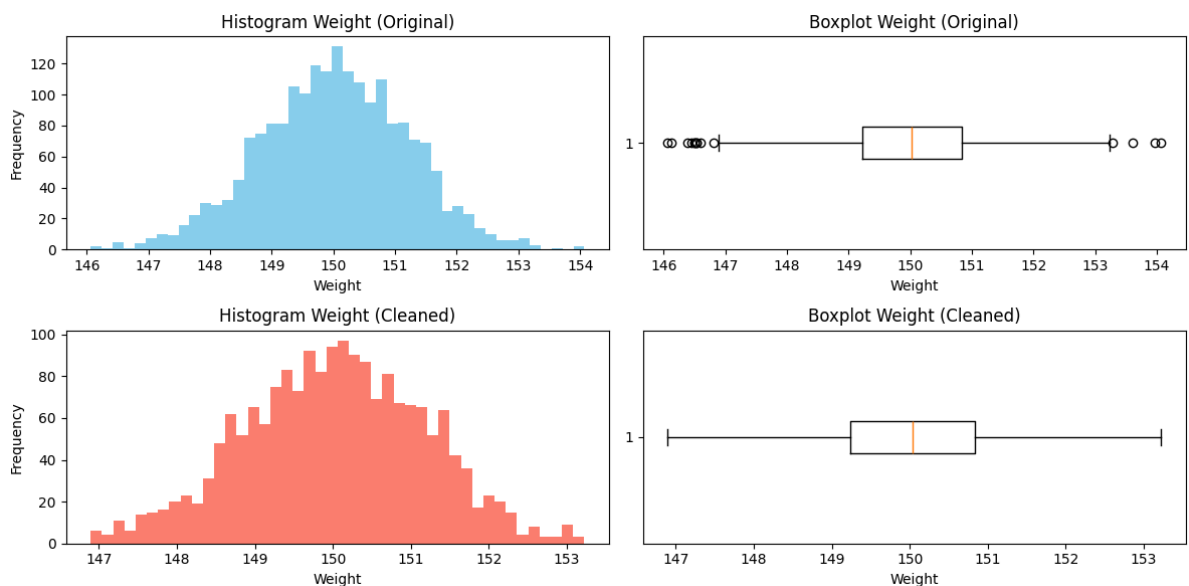 Histogram Weight (Original)
Frequency
120
100
80
60
40
20
0
146 147 148 149 150 151 152 153 154
Weight
Boxplot Weight (Original)
1
146 147 148 149 150 151 152 153 154
Weight
Histogram Weight (Cleaned)
Frequency
100
80
60
40
20
0
147 148 149 150 151 152 153
Weight
Boxplot Weight (Cleaned)
1
147 148 149 150 151 152 153
Weight